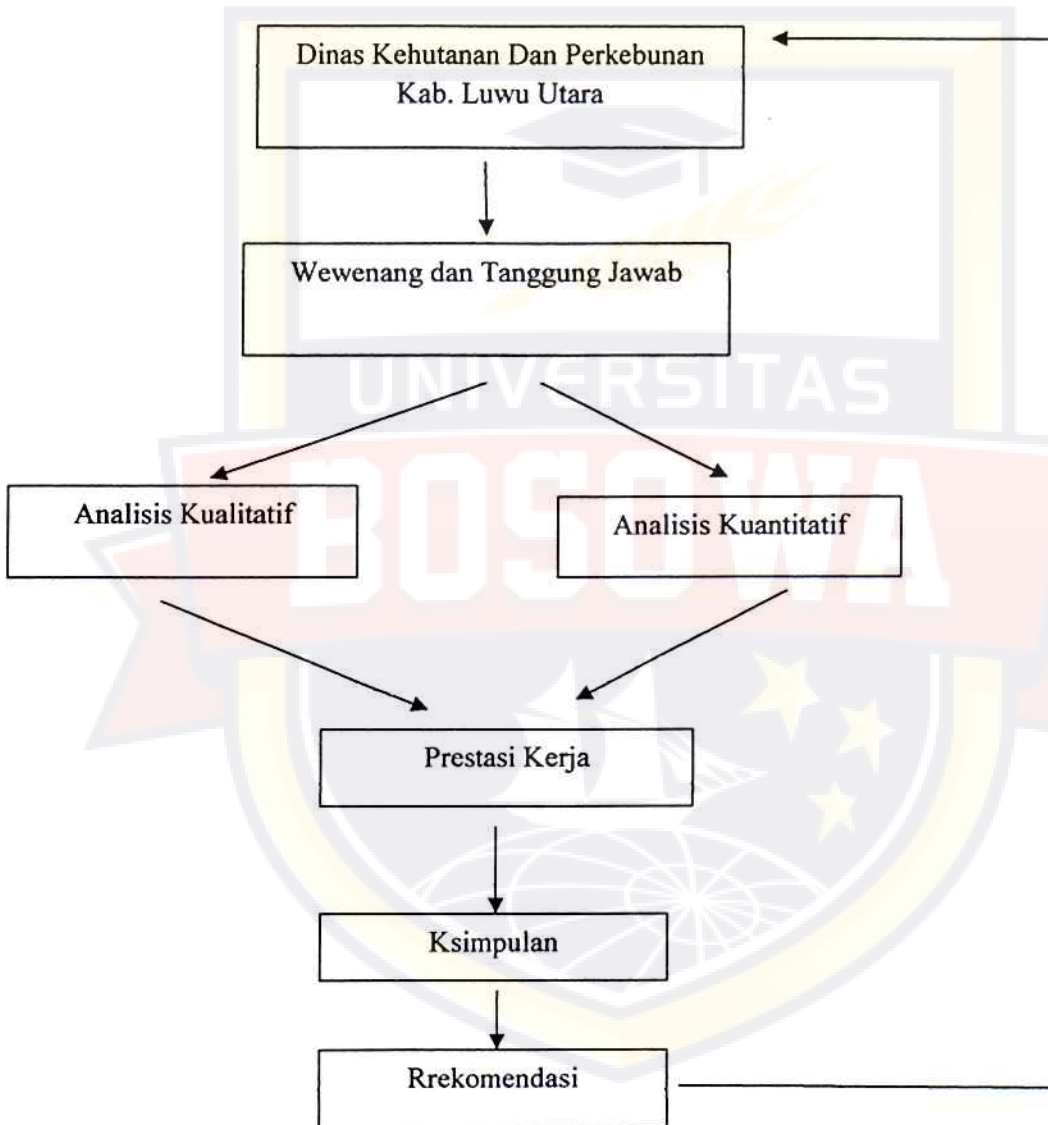 Dinas Kehutanan Dan Perkebunan
Kab. Luwu Utara
Wewenang dan Tanggung Jawab
UNIVERSITAS
BOSOWA
Analisis Kualitatif
Analisis Kuantitatif
Prestasi Kerja
Ksimpulan
Rrekomendasi